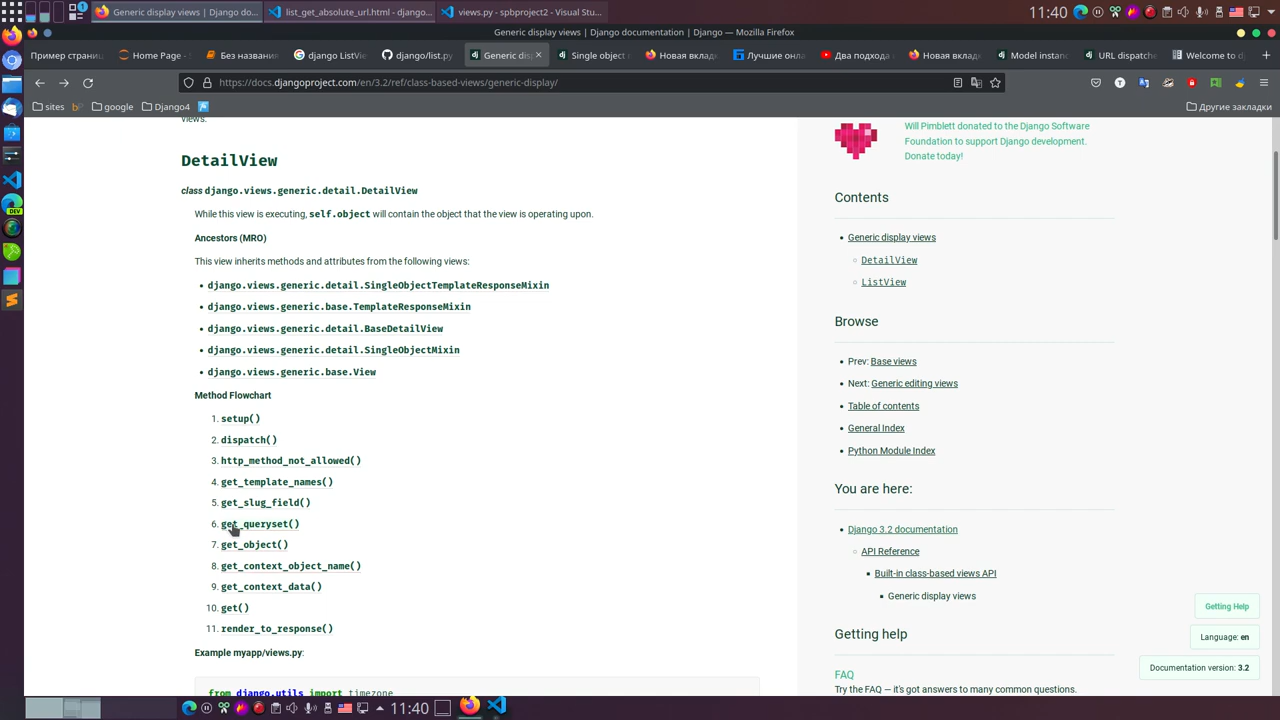 Generic display views | Django do...
list_get_absolute_url.html - django...
views.py - spbproject2 - Visual Stu...
11:40
Generic display views | Django documentation | Django — Mozilla Firefox
Пример страниц
Home Page -
Без названия
django ListVie
django/list.py
Generic dis
Single object
Новая вклад
Лучшие онли
Два подхода
Новая вклад
Model instanc
URL dispatche
Welcome to dj
https://docs.djangoproject.com/en/3.2/ref/class-based-views/generic-display/
sites
google
Django4
Другие закладки
views.
DetailView
class django.views.generic.detail.DetailView
While this view is executing, self.object will contain the object that the view is operating upon.
Ancestors (MRO)
This view inherits methods and attributes from the following views:
• django.views.generic.detail.SingleObjectTemplateResponseMixin
• django.views.generic.base.TemplateResponseMixin
• django.views.generic.detail.BaseDetailView
• django.views.generic.detail.SingleObjectMixin
• django.views.generic.base.View
Method Flowchart
1. setup()
2. dispatch()
3. http_method_not_allowed()
4. get_template_names()
5. get_slug_field()
6. get_queryset()
7. get_object()
8. get_context_object_name()
9. get_context_data()
10. get()
11. render_to_response()
Example myapp/views.py:
from django.utils import timezone
Will Pimblett donated to the Django Software
Foundation to support Django development.
Donate today!
Contents
Generic display views
DetailView
ListView
Browse
Prev: Base views
Next: Generic editing views
Table of contents
General Index
Python Module Index
You are here:
Django 3.2 documentation
API Reference
Built-in class-based views API
Generic display views
Getting help
FAQ
Try the FAQ — it's got answers to many common questions.
Getting Help
Language: en
Documentation version: 3.2
DEV
11:40